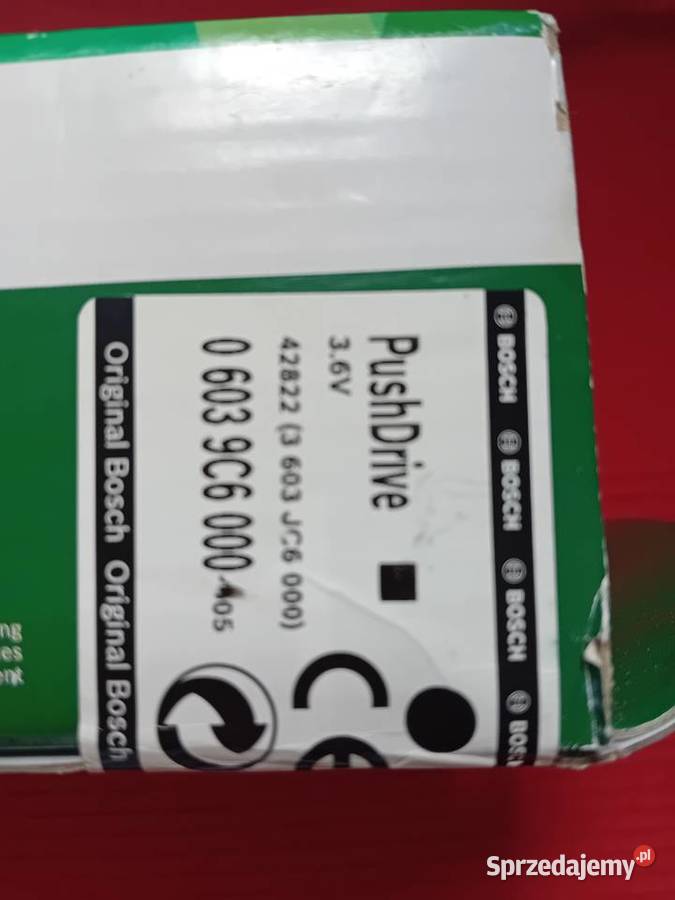 BOSCH BOSCH BOSCH BOSCH
PushDrive
3.6V
42822 (3 603 JC6 000)
0 603 9C6 000
Original Bosch Original Bosch
CE
Sprzedajemy.pl